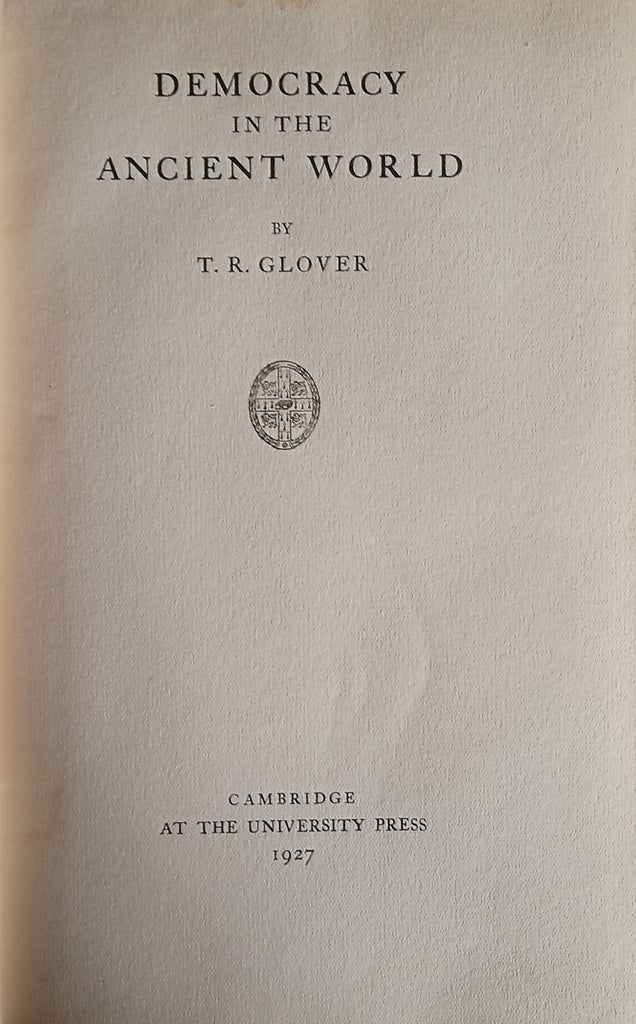 DEMOCRACY
IN THE
ANCIENT WORLD
BY
T. R. GLOVER
CAMBRIDGE
AT THE UNIVERSITY PRESS
1927